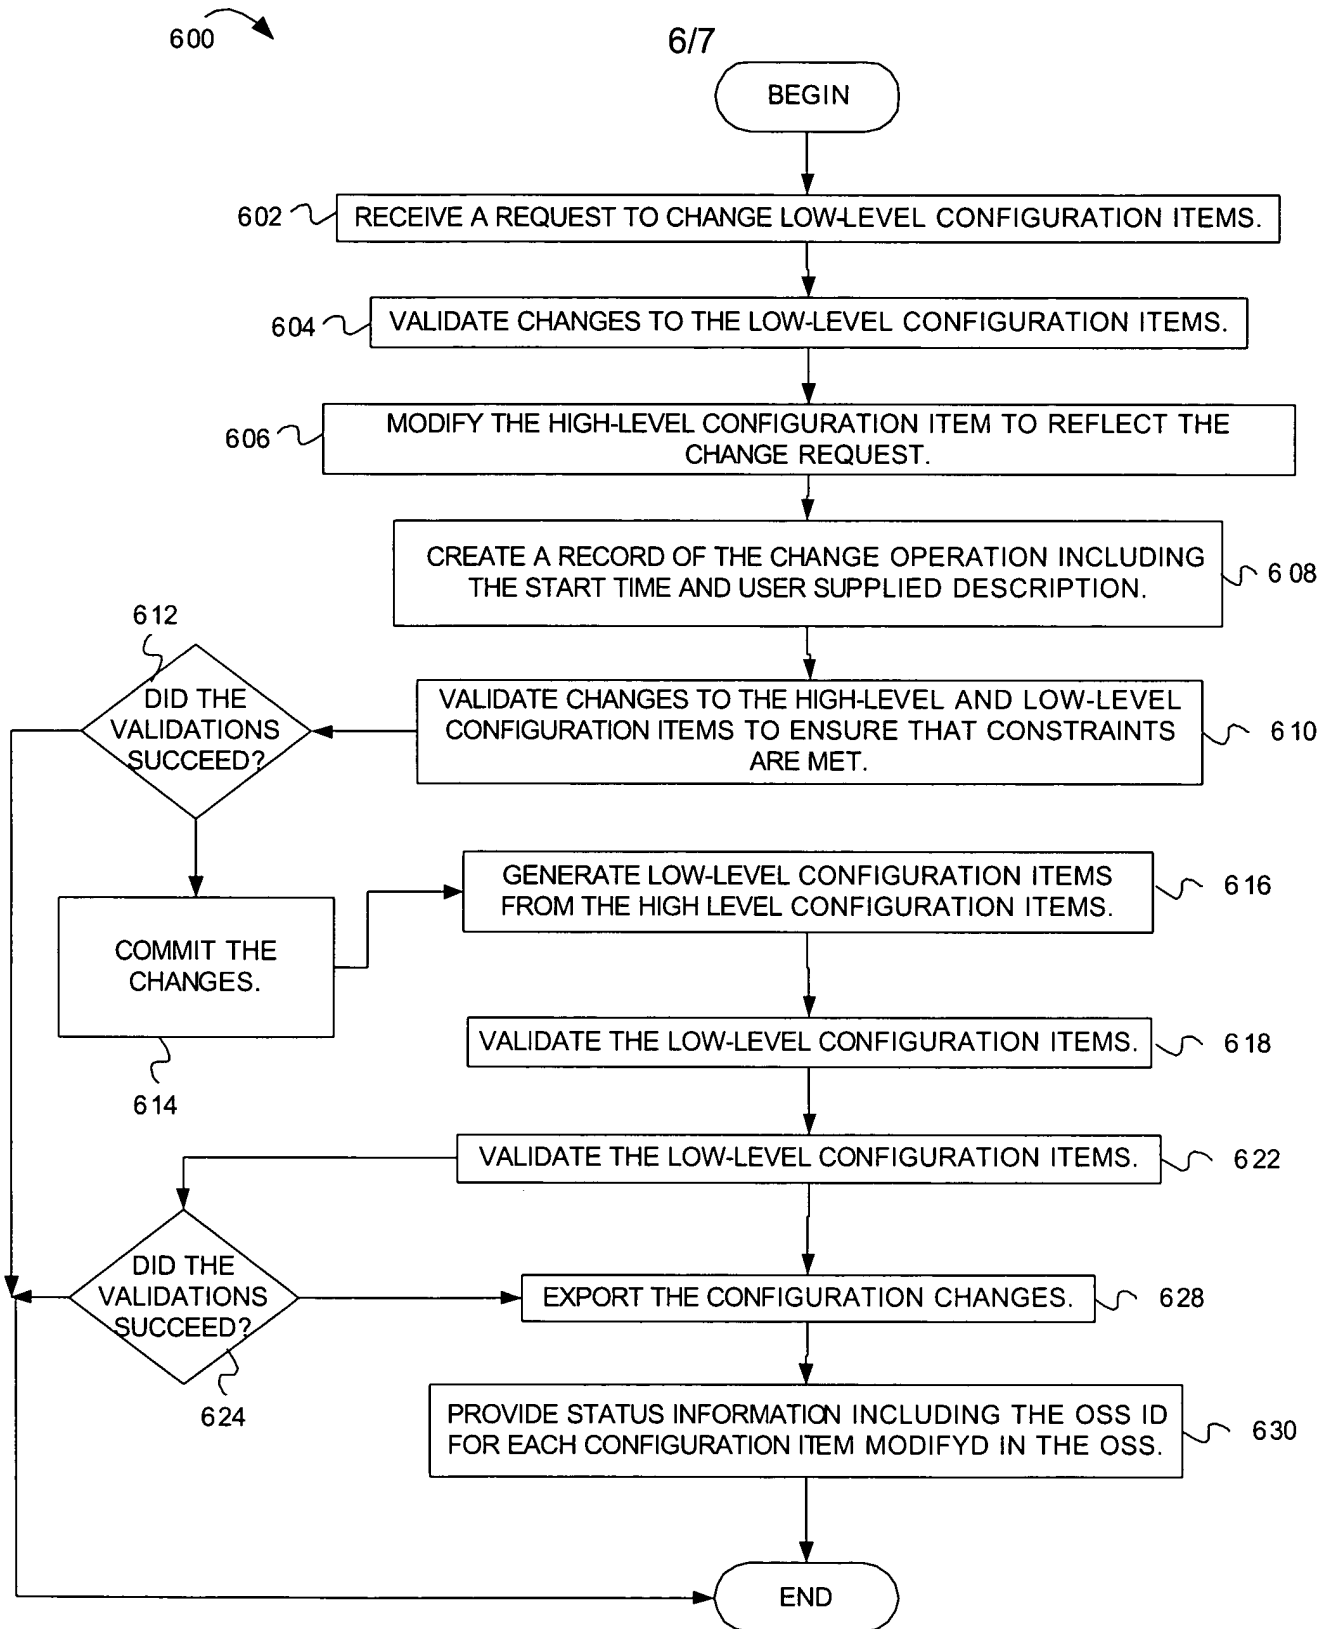 600
6/7
BEGIN
602
RECEIVE A REQUEST TO CHANGE LOW-LEVEL CONFIGURATION ITEMS.
604
VALIDATE CHANGES TO THE LOW-LEVEL CONFIGURATION ITEMS.
606
MODIFY THE HIGH-LEVEL CONFIGURATION ITEM TO REFLECT THE
CHANGE REQUEST.
CREATE A RECORD OF THE CHANGE OPERATION INCLUDING
THE START TIME AND USER SUPPLIED DESCRIPTION.
608
VALIDATE CHANGES TO THE HIGH-LEVEL AND LOW-LEVEL
CONFIGURATION ITEMS TO ENSURE THAT CONSTRAINTS
ARE MET.
610
612
DID THE
VALIDATIONS
SUCCEED?
COMMIT THE
CHANGES.
614
GENERATE LOW-LEVEL CONFIGURATION ITEMS
FROM THE HIGH LEVEL CONFIGURATION ITEMS.
616
VALIDATE THE LOW-LEVEL CONFIGURATION ITEMS.
618
VALIDATE THE LOW-LEVEL CONFIGURATION ITEMS.
622
DID THE
VALIDATIONS
SUCCEED?
624
EXPORT THE CONFIGURATION CHANGES.
628
PROVIDE STATUS INFORMATION INCLUDING THE OSS ID
FOR EACH CONFIGURATION ITEM MODIFYD IN THE OSS.
630
END